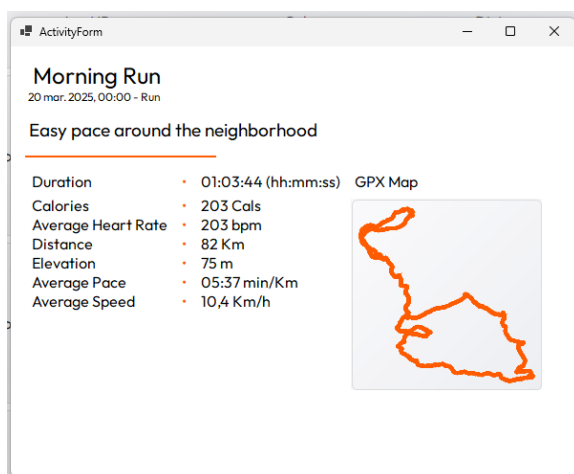 ActivityForm
Morning Run
20 mar. 2025, 00:00 - Run
Easy pace around the neighborhood
Duration • 01:03:44 (hh:mm:ss) GPX Map
Calories • 203 Cals
Average Heart Rate • 203 bpm
Distance • 82 Km
Elevation • 75 m
Average Pace • 05:37 min/Km
Average Speed • 10,4 Km/h